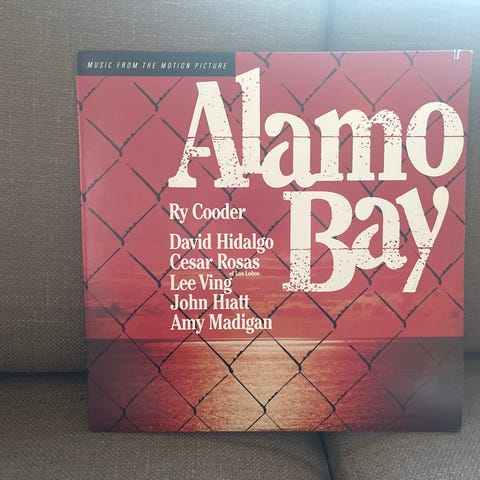 MUSIC FROM THE MOTION PICTURE
Alamo
Bay
Ry Cooder
David Hidalgo
Cesar Rosas
of Los Lobos
Lee Ving
John Hiatt
Amy Madigan